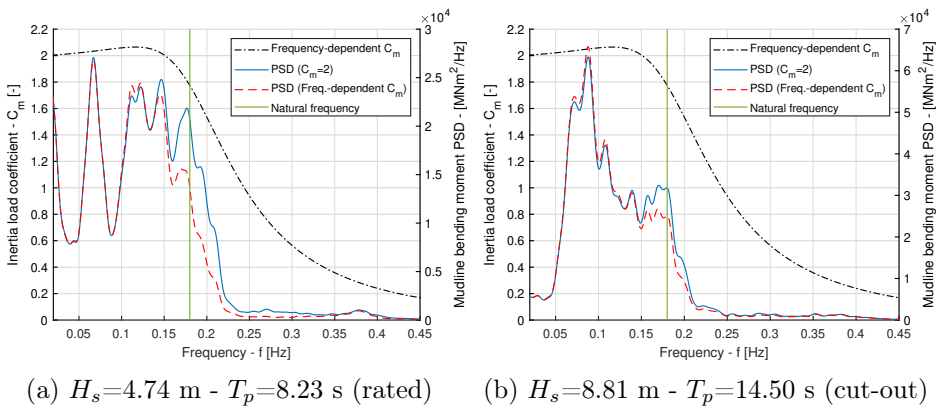 ×10⁴
2.2
2
1.8
1.6
1.4
1.2
1
0.8
0.6
0.4
0.2
0
Inertia load coefficient - C_m [-]
Frequency-dependent C_m
PSD (C_m=2)
PSD (Freq.-dependent C_m)
Natural frequency
3
2.5
2
1.5
1
0.5
0
Mudline bending moment PSD - [MNm²/Hz]
0.05 0.1 0.15 0.2 0.25 0.3 0.35 0.4 0.45
Frequency - f [Hz]
(a) H_s=4.74 m - T_p=8.23 s (rated)
×10⁴
2.2
2
1.8
1.6
1.4
1.2
1
0.8
0.6
0.4
0.2
0
Inertia load coefficient - C_m [-]
Frequency-dependent C_m
PSD (C_m=2)
PSD (Freq.-dependent C_m)
Natural frequency
7
6
5
4
3
2
1
0
Mudline bending moment PSD - [MNm²/Hz]
0.05 0.1 0.15 0.2 0.25 0.3 0.35 0.4 0.45
Frequency - f [Hz]
(b) H_s=8.81 m - T_p=14.50 s (cut-out)